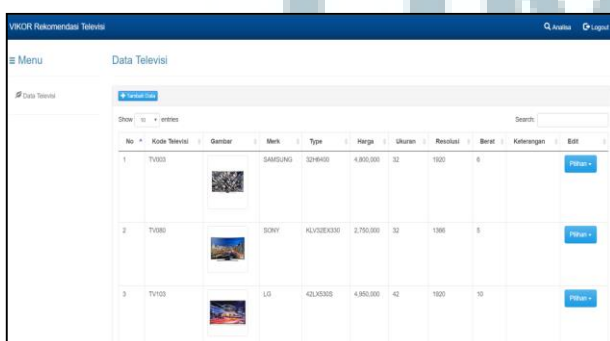 VIKOR Rekomendasi Televisi Analisa Logout
Menu
Data Televisi
Data Televisi
Tambah Data
Show 10 entries Search:
No Kode Televisi Gambar Merk Type Harga Ukuran Resolusi Berat Keterangan Edit
1 TV003 SAMSUNG 32H6400 4,800,000 32 1920 6 Pilihan
2 TV080 SONY KLV32EX330 2,750,000 32 1366 5 Pilihan
3 TV103 LG 42LX530S 4,950,000 42 1920 10 Pilihan